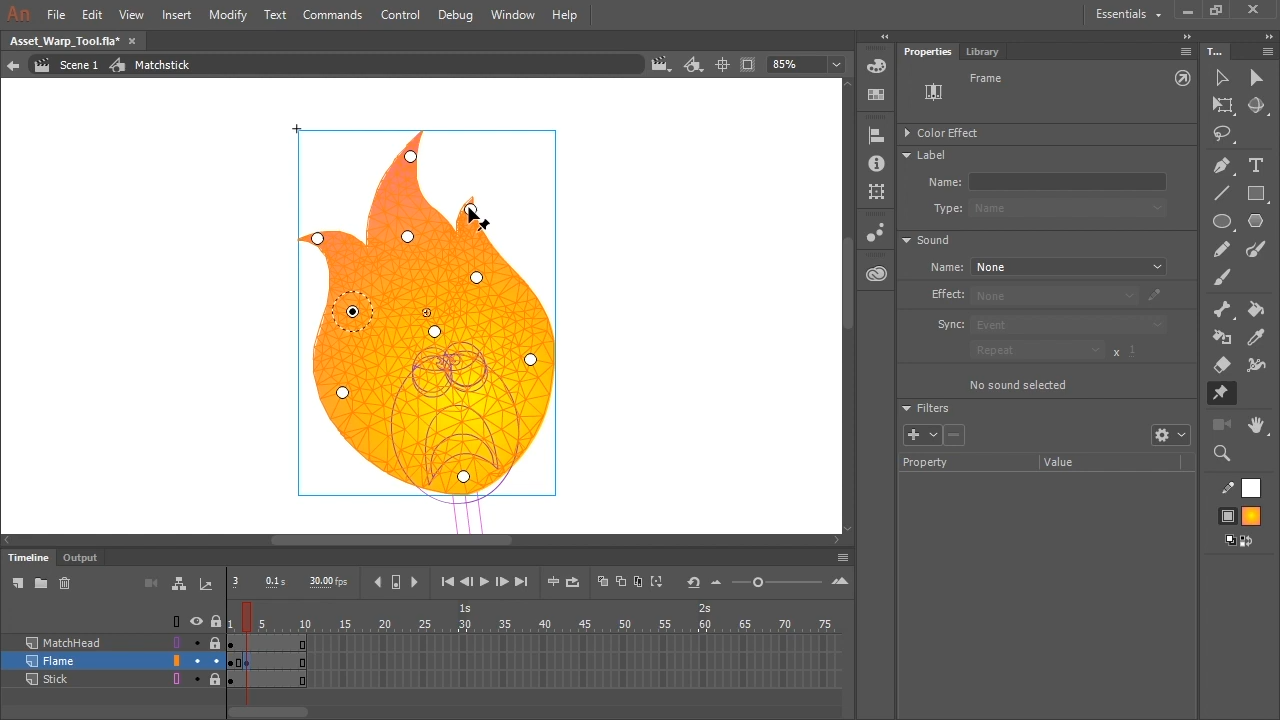 An File Edit View Insert Modify Text Commands Control Debug Window Help Essentials
Asset_Warp_Tool.fla*
Scene 1 Matchstick 85%
Properties Library T...
Frame
Color Effect
Label
Name:
Type: Name
Sound
Name: None
Effect: None
Sync: Event
Repeat x 1
No sound selected
Filters
Property Value
Timeline Output
3 0.1 s 30.00 fps
1s 2s
1 5 10 15 20 25 30 35 40 45 50 55 60 65 70 75
MatchHead
Flame
Stick